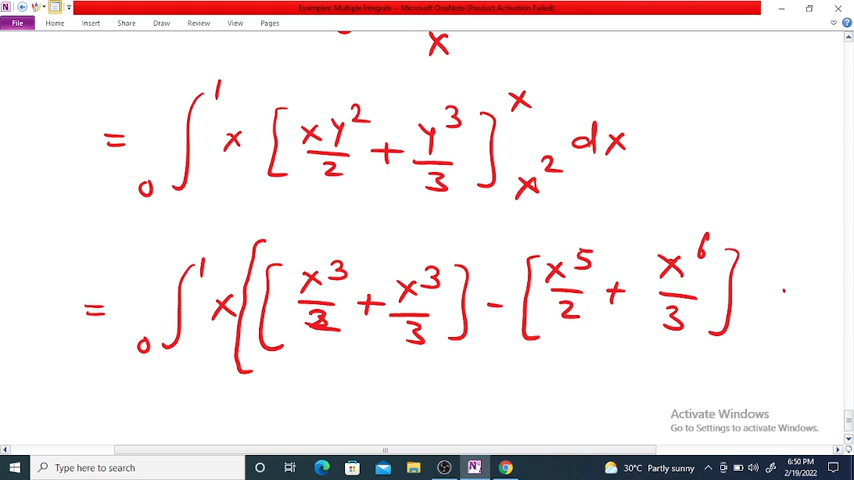 Examples: Multiple Integrals - Microsoft OneNote (Product Activation Failed)
File Insert Share Draw History Review View Pages
x
= ∫₀¹ x [xy²/2 + y³/3]ₓ²ˣ dx
= ∫₀¹ x [[x³/2 + x³/3] - [x⁵/2 + x⁶/3]
Activate Windows
Go to Settings to activate Windows.
Type here to search
30°C Partly sunny
6:50 PM
2/19/2022